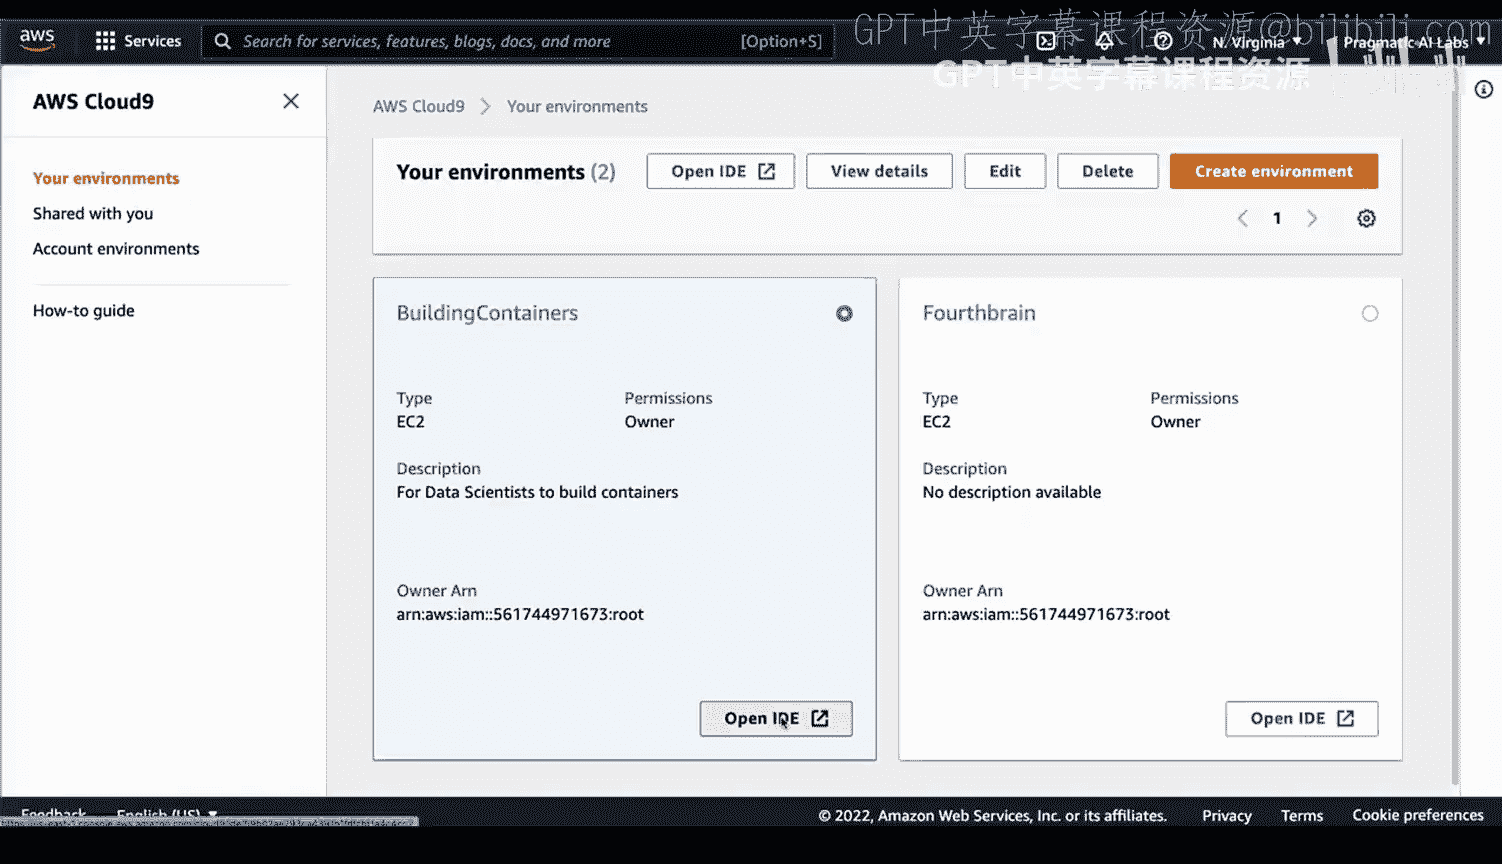 GPT中英字幕课程资源@bilibili.com
aws
Services
Search for services, features, blogs, docs, and more
[Option+S]
N. Virginia
Pragmatic AI Labs
GPT中英字幕课程资源
AWS Cloud9
Your environments
Shared with you
Account environments
How-to guide
AWS Cloud9
Your environments
Your environments (2)
Open IDE
View details
Edit
Delete
Create environment
1
BuildingContainers
Type
EC2
Permissions
Owner
Description
For Data Scientists to build containers
Owner Arn
arn:aws:iam::561744971673:root
Open IDE
Fourthbrain
Type
EC2
Permissions
Owner
Description
No description available
Owner Arn
arn:aws:iam::561744971673:root
Open IDE
Feedback
English (US)
© 2022, Amazon Web Services, Inc. or its affiliates.
Privacy
Terms
Cookie preferences